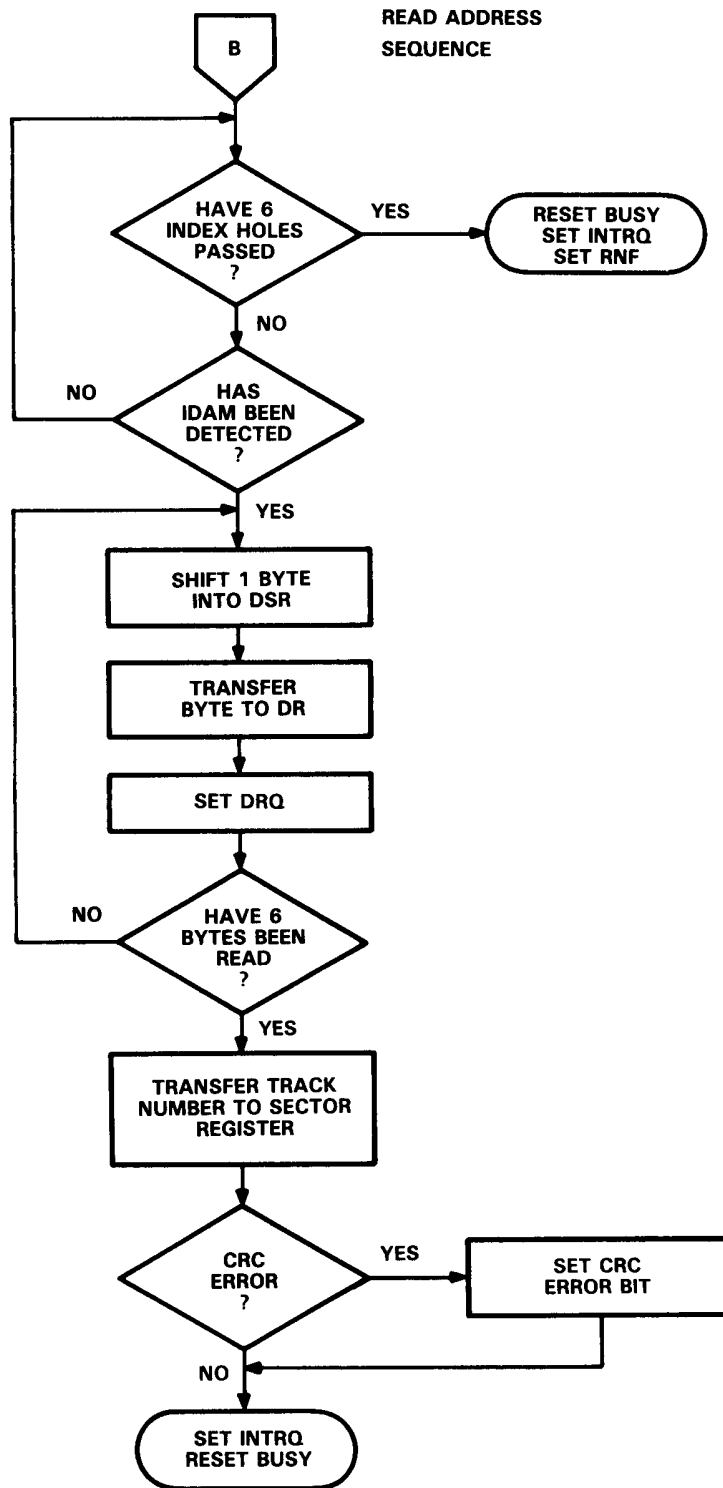 READ ADDRESS
SEQUENCE
B
HAVE 6
INDEX HOLES
PASSED
?
YES
RESET BUSY
SET INTRQ
SET RNF
NO
NO
HAS
IDAM BEEN
DETECTED
?
YES
SHIFT 1 BYTE
INTO DSR
TRANSFER
BYTE TO DR
SET DRQ
NO
HAVE 6
BYTES BEEN
READ
?
YES
TRANSFER TRACK
NUMBER TO SECTOR
REGISTER
CRC
ERROR
?
YES
SET CRC
ERROR BIT
NO
SET INTRQ
RESET BUSY